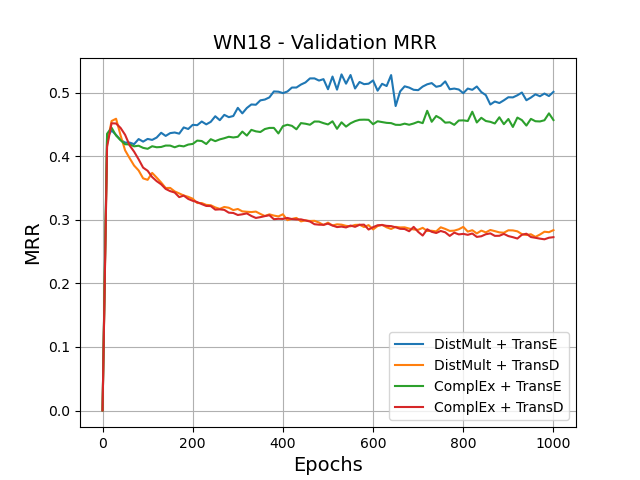 WN18 - Validation MRR
MRR
0.5
0.4
0.3
0.2
0.1
0.0
0
200
400
600
800
1000
Epochs
DistMult + TransE
DistMult + TransD
ComplEx + TransE
ComplEx + TransD